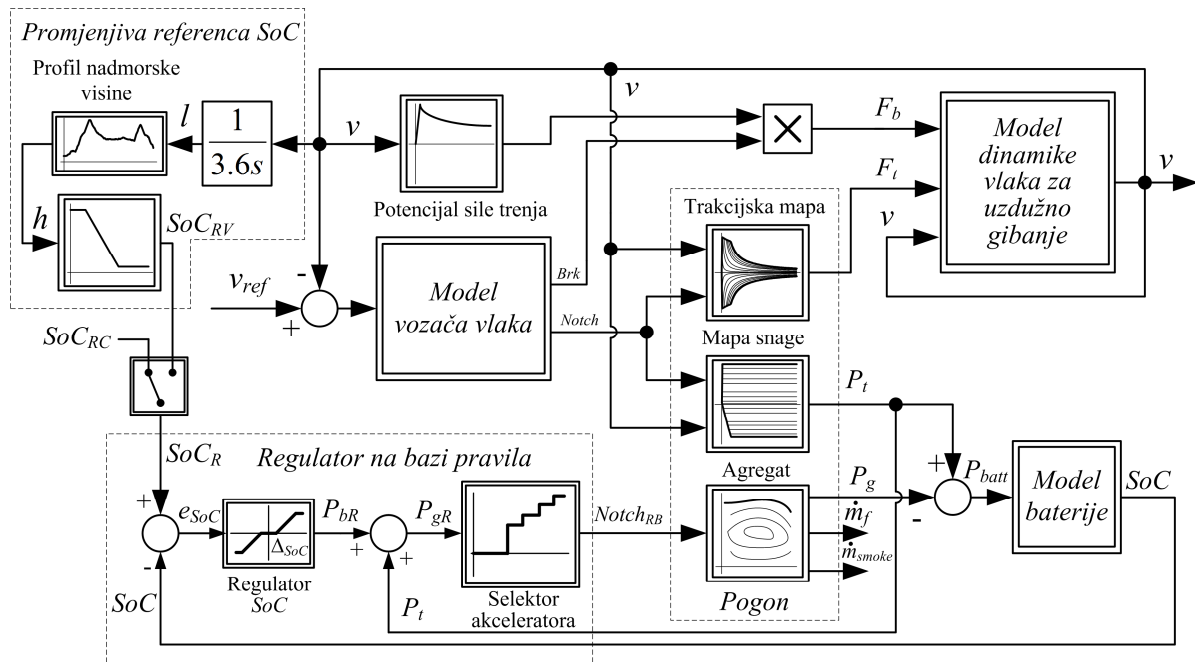 Promjenjiva referenca SoC
Profil nadmorske
visine
l
1
3.6s
v
v
F_b
F_t
v
Model
dinamike
vlaka za
uzdužno
gibanje
v
h
SoC_RV
Potencijal sile trenja
Trakcijska mapa
-
v_ref
+
Model
vozača vlaka
Brk
Notch
Mapa snage
SoC_RC
P_t
SoC_R
Regulator na bazi pravila
Agregat
P_g
+
-
P_batt
Model
baterije
SoC
+
-
e_SoC
Δ_SoC
P_bR
+
+
P_gR
Notch_RB
ṁ_f
ṁ_smoke
SoC
Regulator
SoC
P_t
Selektor
akceleratora
Pogon